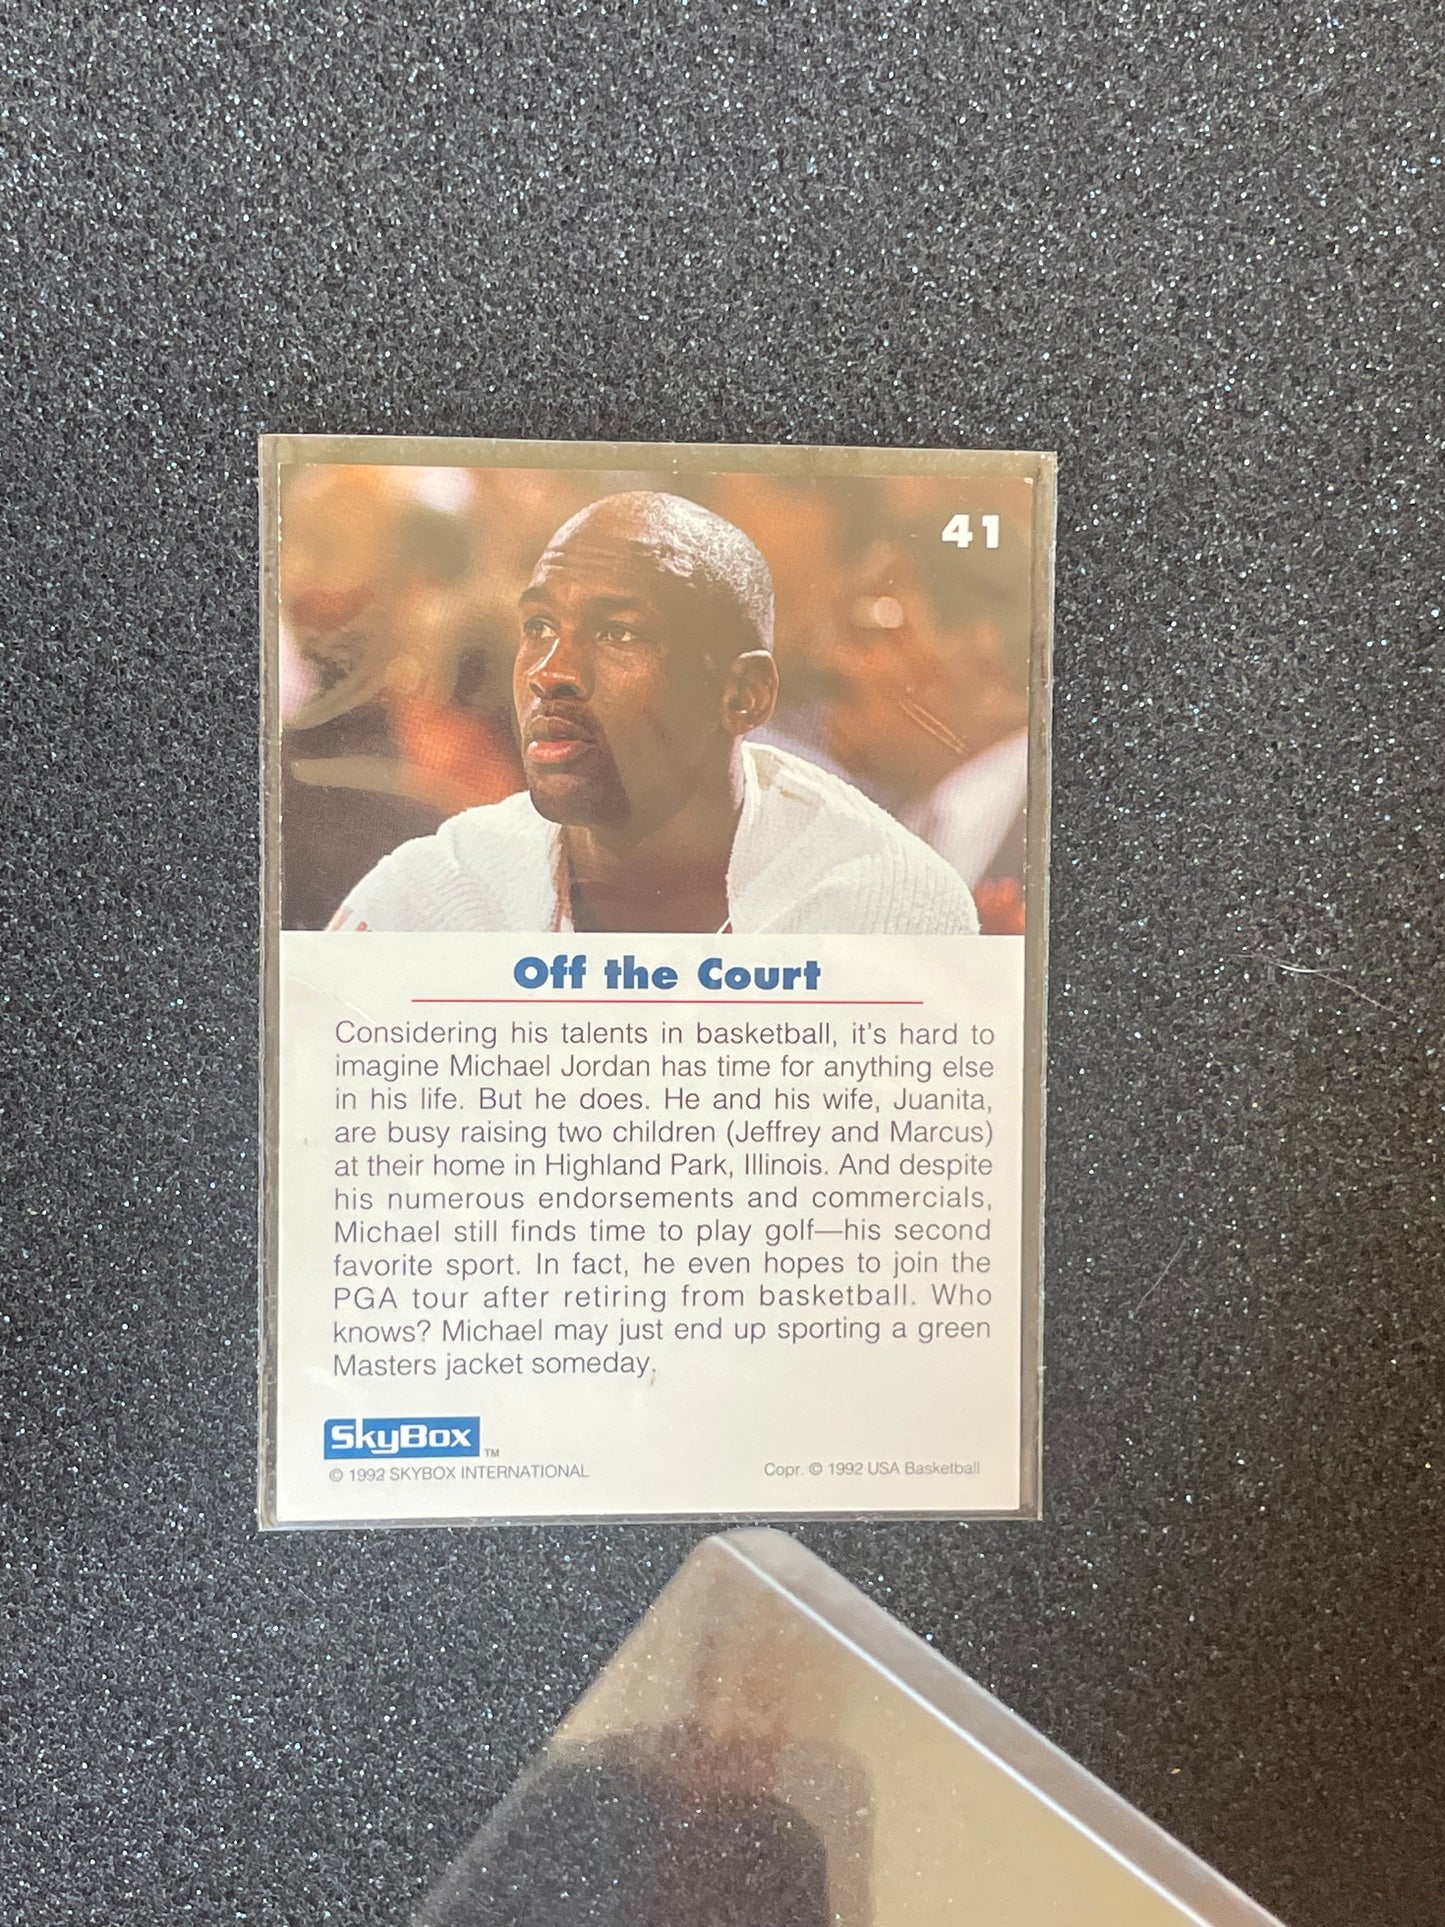 41
Off the Court
Considering his talents in basketball, it's hard to
imagine Michael Jordan has time for anything else
in his life. But he does. He and his wife, Juanita,
are busy raising two children (Jeffrey and Marcus)
at their home in Highland Park, Illinois. And despite
his numerous endorsements and commercials,
Michael still finds time to play golf—his second
favorite sport. In fact, he even hopes to join the
PGA tour after retiring from basketball. Who
knows? Michael may just end up sporting a green
Masters jacket someday.
SkyBox TM
© 1992 SKYBOX INTERNATIONAL
Copr. © 1992 USA Basketball